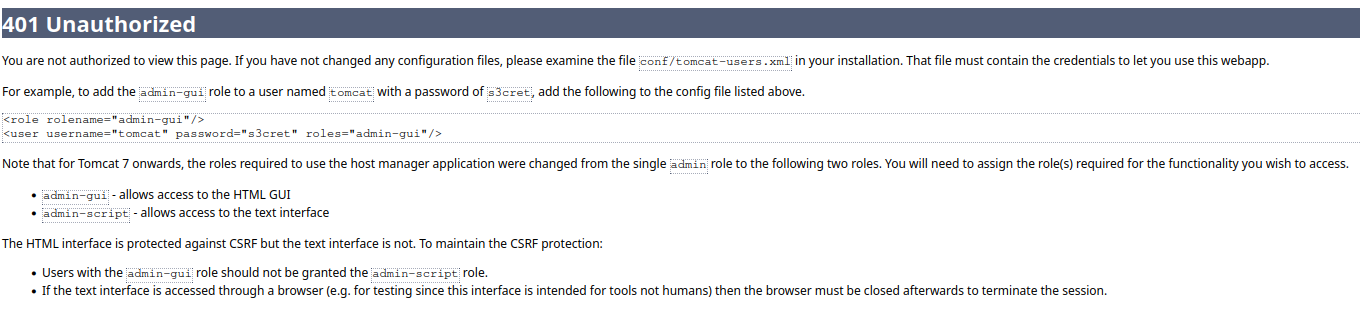 401 Unauthorized
You are not authorized to view this page. If you have not changed any configuration files, please examine the file conf/tomcat-users.xml in your installation. That file must contain the credentials to let you use this webapp.
For example, to add the admin-gui role to a user named tomcat with a password of s3cret, add the following to the config file listed above.
<role rolename="admin-gui"/>
<user username="tomcat" password="s3cret" roles="admin-gui"/>
Note that for Tomcat 7 onwards, the roles required to use the host manager application were changed from the single admin role to the following two roles. You will need to assign the role(s) required for the functionality you wish to access.
• admin-gui - allows access to the HTML GUI
• admin-script - allows access to the text interface
The HTML interface is protected against CSRF but the text interface is not. To maintain the CSRF protection:
• Users with the admin-gui role should not be granted the admin-script role.
• If the text interface is accessed through a browser (e.g. for testing since this interface is intended for tools not humans) then the browser must be closed afterwards to terminate the session.